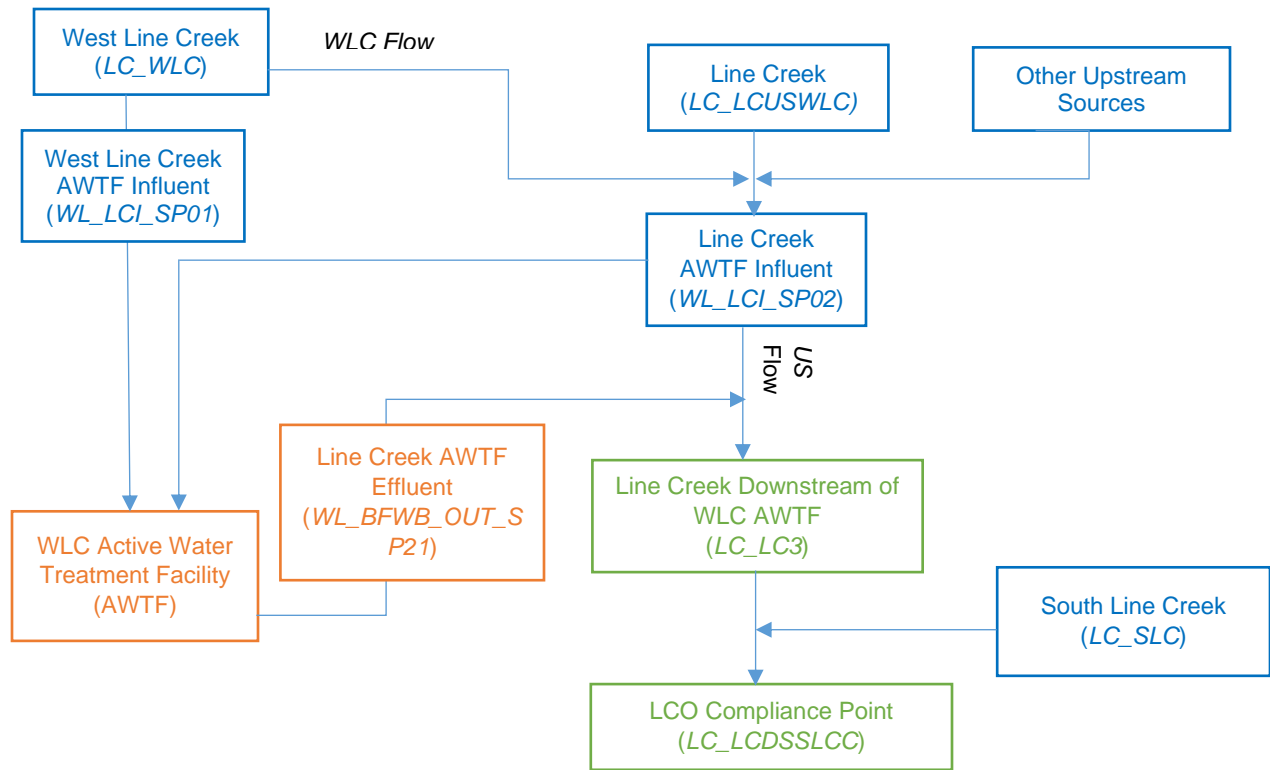 West Line Creek
(LC_WLC)
WLC Flow
Line Creek
(LC_LCUSWLC)
Other Upstream
Sources
West Line Creek
AWTF Influent
(WL_LCI_SP01)
Line Creek
AWTF Influent
(WL_LCI_SP02)
US
Flow
Line Creek AWTF
Effluent
(WL_BFWB_OUT_S
P21)
Line Creek Downstream of
WLC AWTF
(LC_LC3)
WLC Active Water
Treatment Facility
(AWTF)
South Line Creek
(LC_SLC)
LCO Compliance Point
(LC_LCDSSLCC)